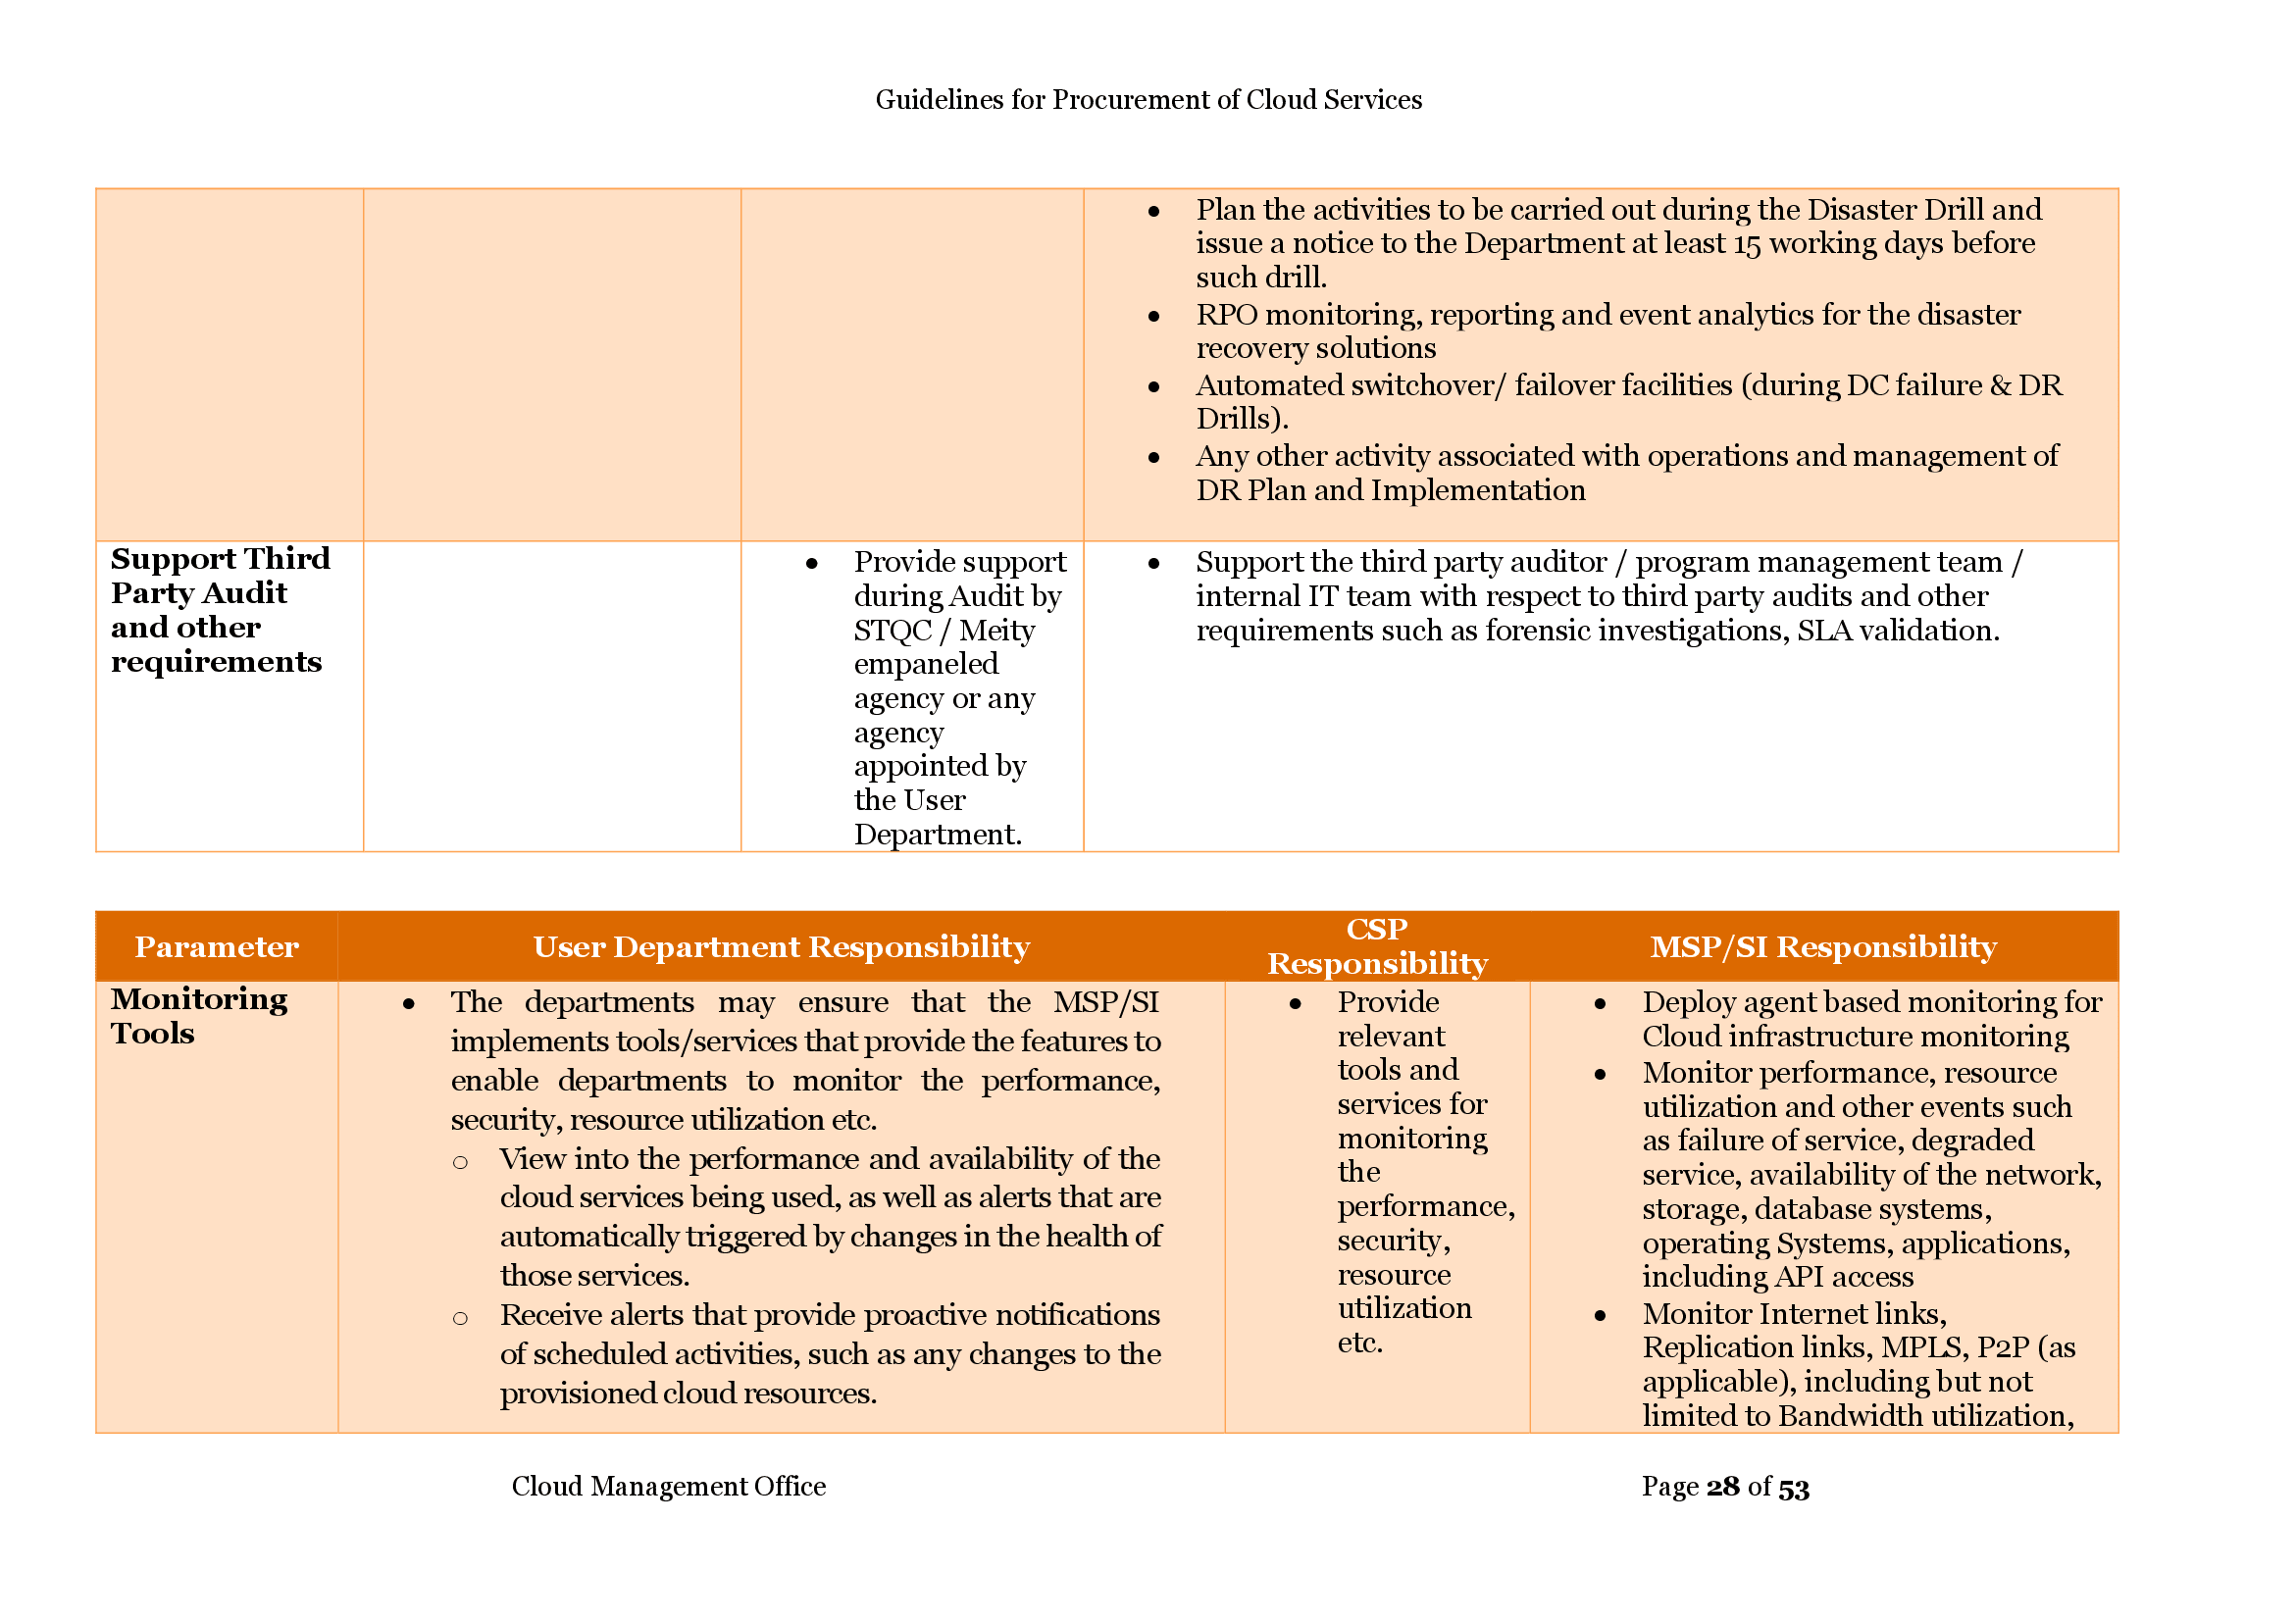 Guidelines for Procurement of Cloud Services
• Plan the activities to be carried out during the Disaster Drill and
issue a notice to the Department at least 15 working days before
such drill.
• RPO monitoring, reporting and event analytics for the disaster
recovery solutions
• Automated switchover/ failover facilities (during DC failure & DR
Drills).
• Any other activity associated with operations and management of
DR Plan and Implementation
Support Third
Party Audit
and other
requirements
• Provide support
during Audit by
STQC / Meity
empaneled
agency or any
agency
appointed by
the User
Department.
• Support the third party auditor / program management team /
internal IT team with respect to third party audits and other
requirements such as forensic investigations, SLA validation.
Parameter
User Department Responsibility
CSP
Responsibility
MSP/SI Responsibility
Monitoring
Tools
• The departments may ensure that the MSP/SI
implements tools/services that provide the features to
enable departments to monitor the performance,
security, resource utilization etc.
o View into the performance and availability of the
cloud services being used, as well as alerts that are
automatically triggered by changes in the health of
those services.
o Receive alerts that provide proactive notifications
of scheduled activities, such as any changes to the
provisioned cloud resources.
• Provide
relevant
tools and
services for
monitoring
the
performance,
security,
resource
utilization
etc.
• Deploy agent based monitoring for
Cloud infrastructure monitoring
• Monitor performance, resource
utilization and other events such
as failure of service, degraded
service, availability of the network,
storage, database systems,
operating Systems, applications,
including API access
• Monitor Internet links,
Replication links, MPLS, P2P (as
applicable), including but not
limited to Bandwidth utilization,
Cloud Management Office
Page 28 of 53